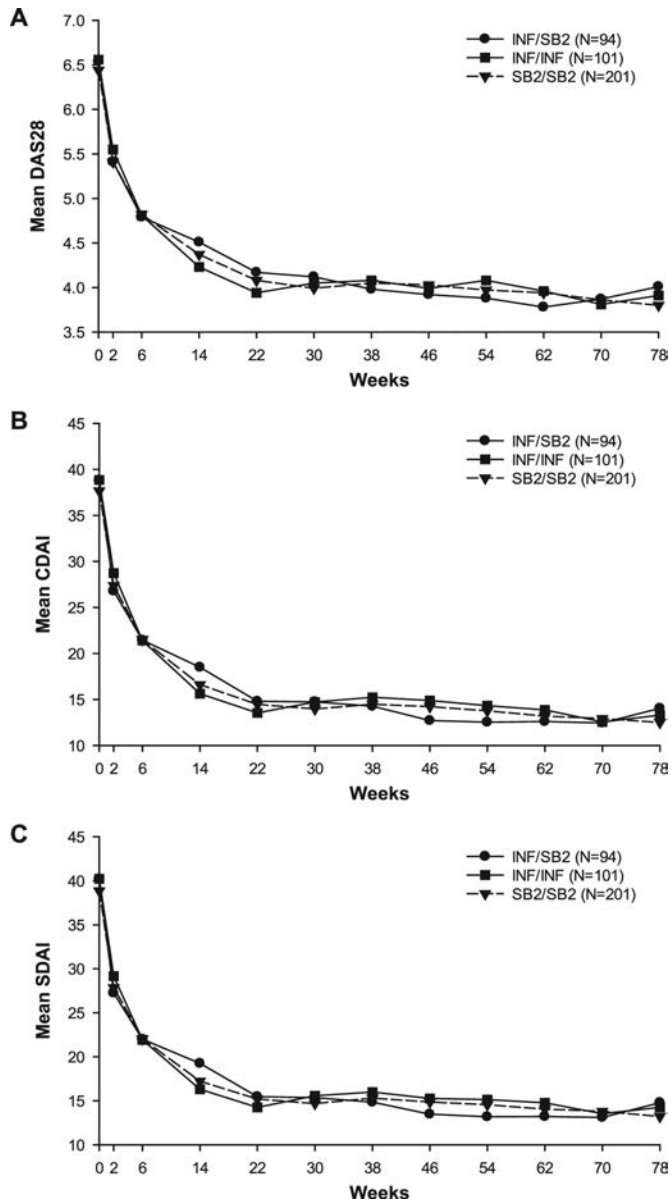 A
7.0
6.5
6.0
5.5
5.0
4.5
4.0
3.5
Mean DAS28
INF/SB2 (N=94)
INF/INF (N=101)
SB2/SB2 (N=201)
0 2 6 14 22 30 38 46 54 62 70 78
Weeks
B
45
40
35
30
25
20
15
10
Mean CDAI
INF/SB2 (N=94)
INF/INF (N=101)
SB2/SB2 (N=201)
0 2 6 14 22 30 38 46 54 62 70 78
Weeks
C
45
40
35
30
25
20
15
10
Mean SDAI
INF/SB2 (N=94)
INF/INF (N=101)
SB2/SB2 (N=201)
0 2 6 14 22 30 38 46 54 62 70 78
Weeks